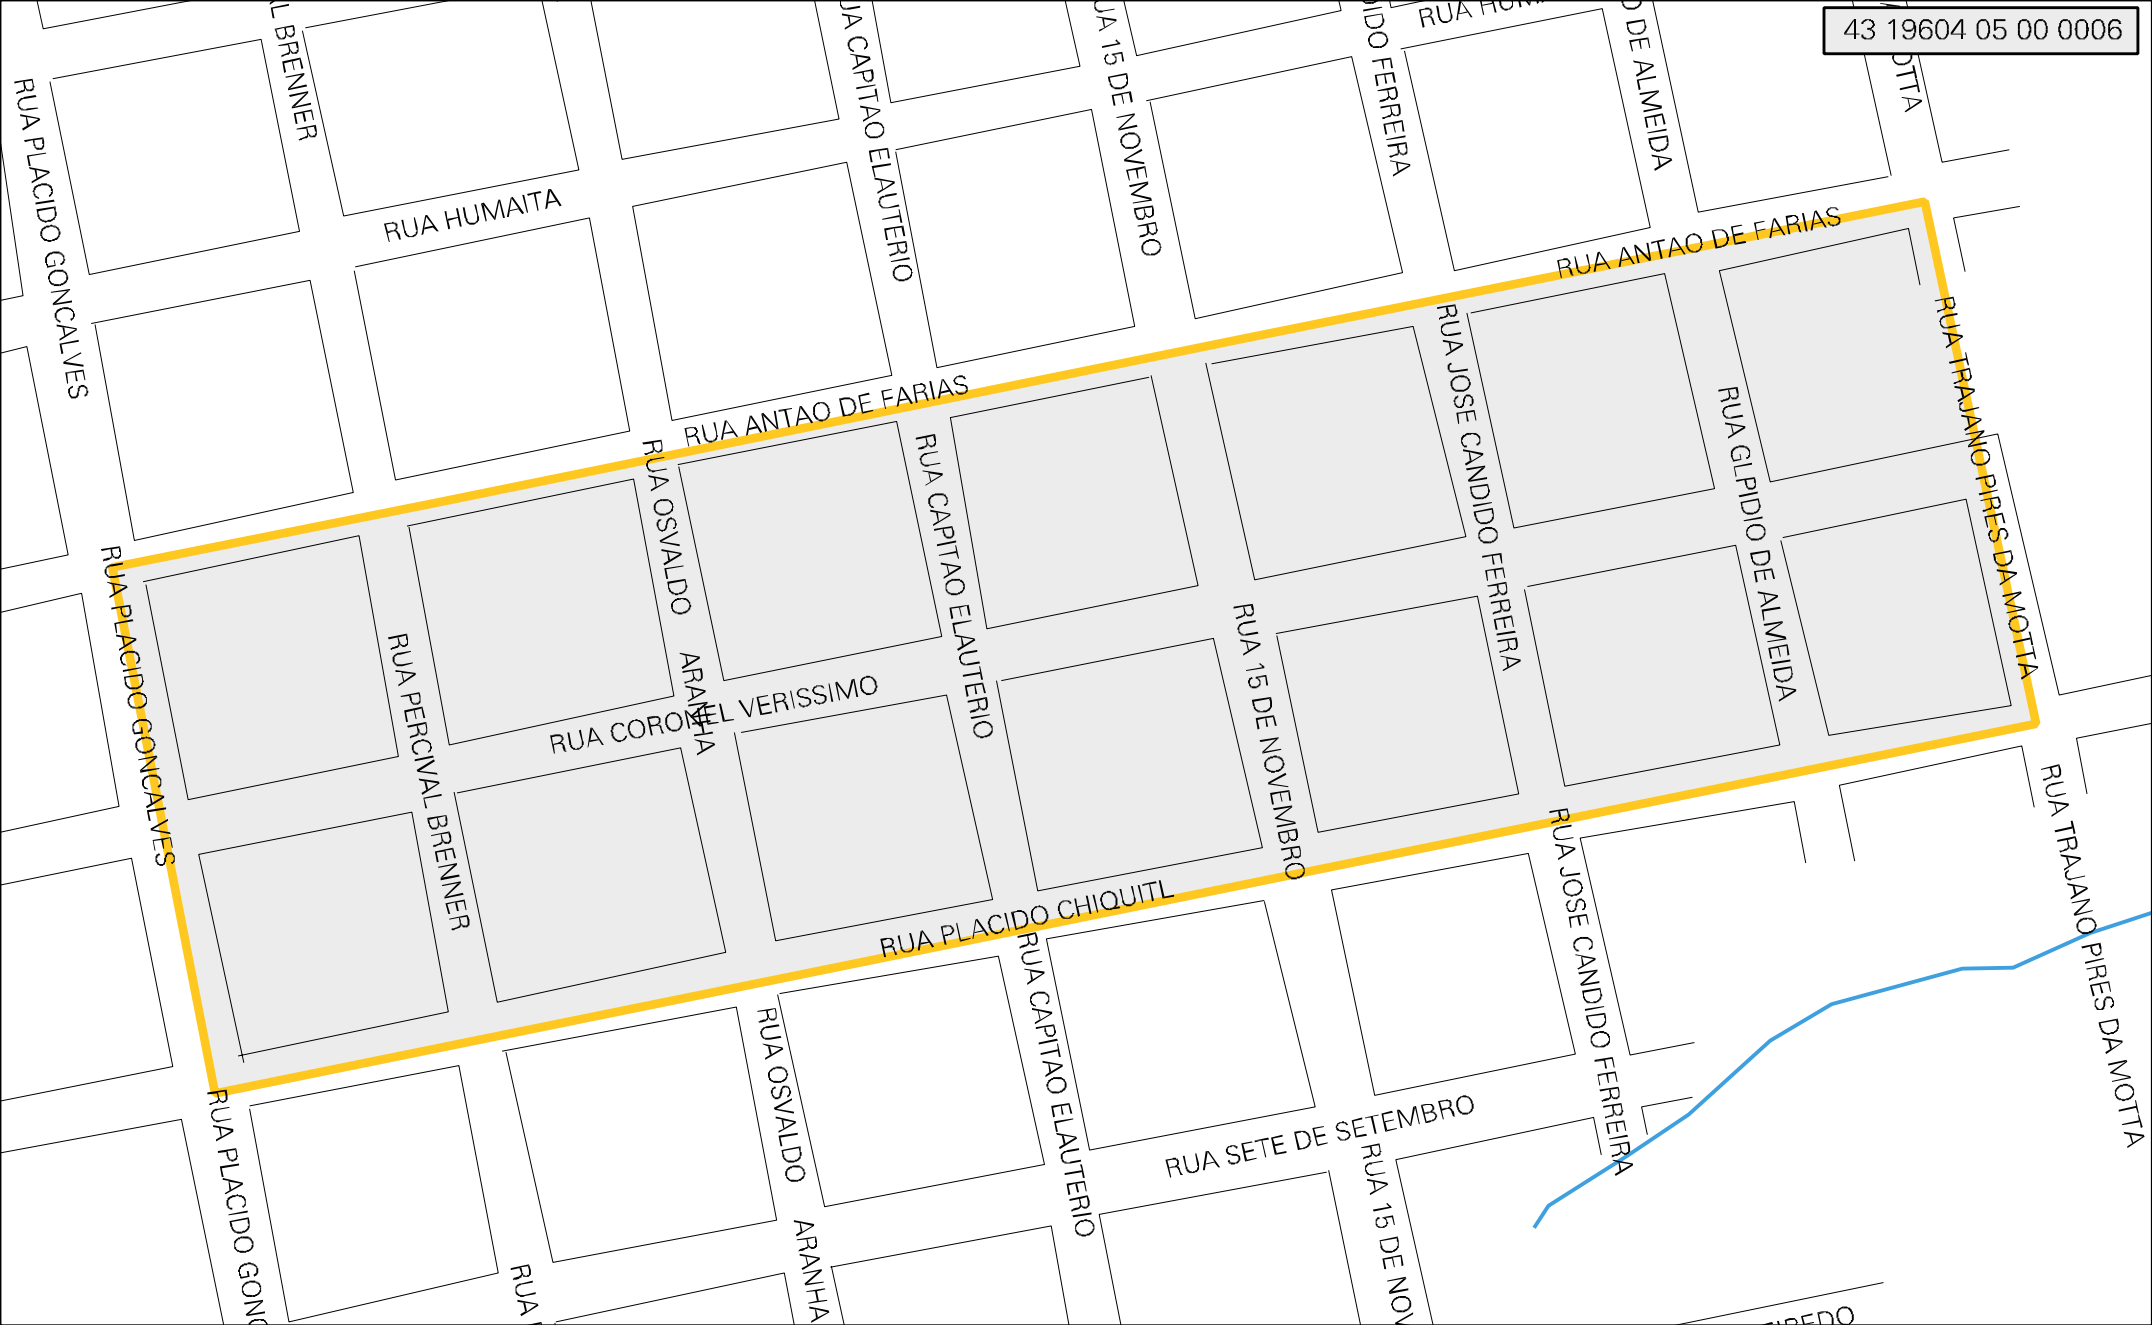 43 19604 05 00 0006
BRENNER
CAPITAO ELAUTERIO
15 DE NOVEMBRO
FERREIRA
RUA
DE ALMEIDA
OTTA
RUA PLACIDO GONCALVES
RUA HUMAITA
RUA ANTAO DE FARIAS
RUA ANTAO DE FARIAS
RUA TRAJANO PIRES DA MOTTA
RUA JOSE CANDIDO FERREIRA
RUA GLPIDIO DE ALMEIDA
RUA OSVALDO ARANHA
RUA CAPITAO ELAUTERIO
RUA PLACIDO GONCALVES
RUA PERCIVAL BRENNER
RUA CORONEL VERISSIMO
RUA 15 DE NOVEMBRO
RUA PLACIDO CHIQUITL
RUA TRAJANO PIRES DA MOTTA
RUA JOSE CANDIDO FERREIRA
RUA CAPITAO ELAUTERIO
RUA OSVALDO ARANHA
RUA PLACIDO GONC
RUA SETE DE SETEMBRO
RUA 15 DE NOV
RUA